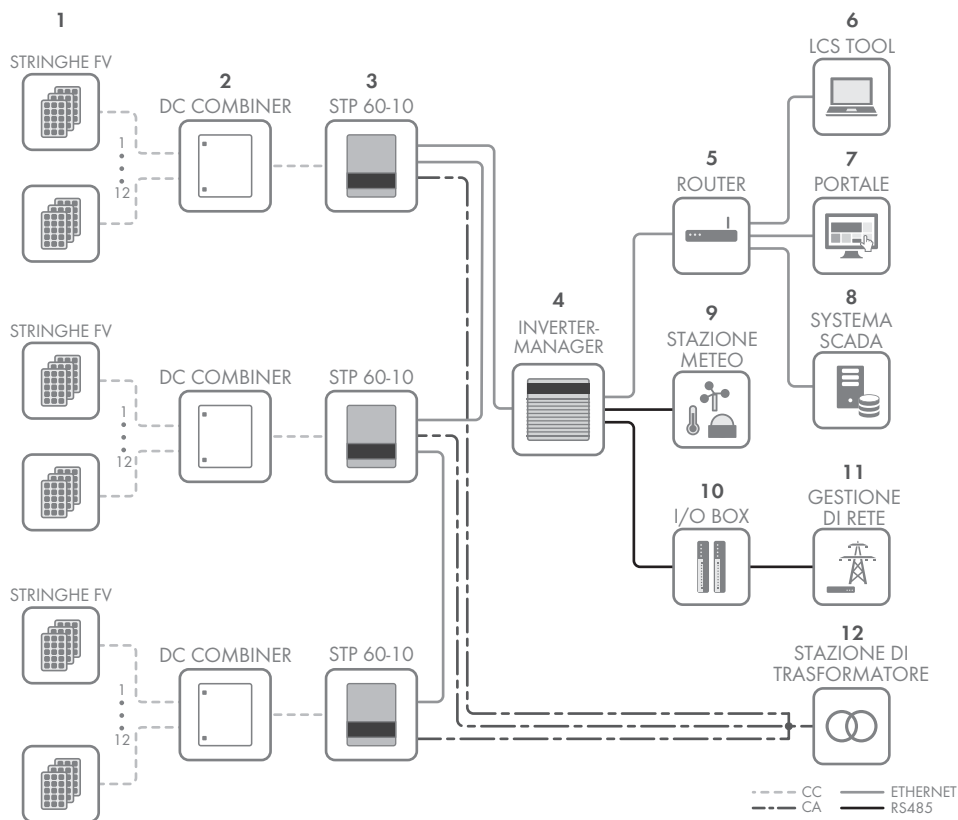 1
STRINGHE FV
2
DC COMBINER
3
STP 60-10
1
12
4
INVERTER-
MANAGER
5
ROUTER
6
LCS TOOL
7
PORTALE
8
SYSTEMA
SCADA
9
STAZIONE
METEO
10
I/O BOX
11
GESTIONE
DI RETE
12
STAZIONE DI
TRASFORMATORE
STRINGHE FV
DC COMBINER
STP 60-10
1
12
STRINGHE FV
DC COMBINER
STP 60-10
1
12
CC
ETHERNET
CA
RS485